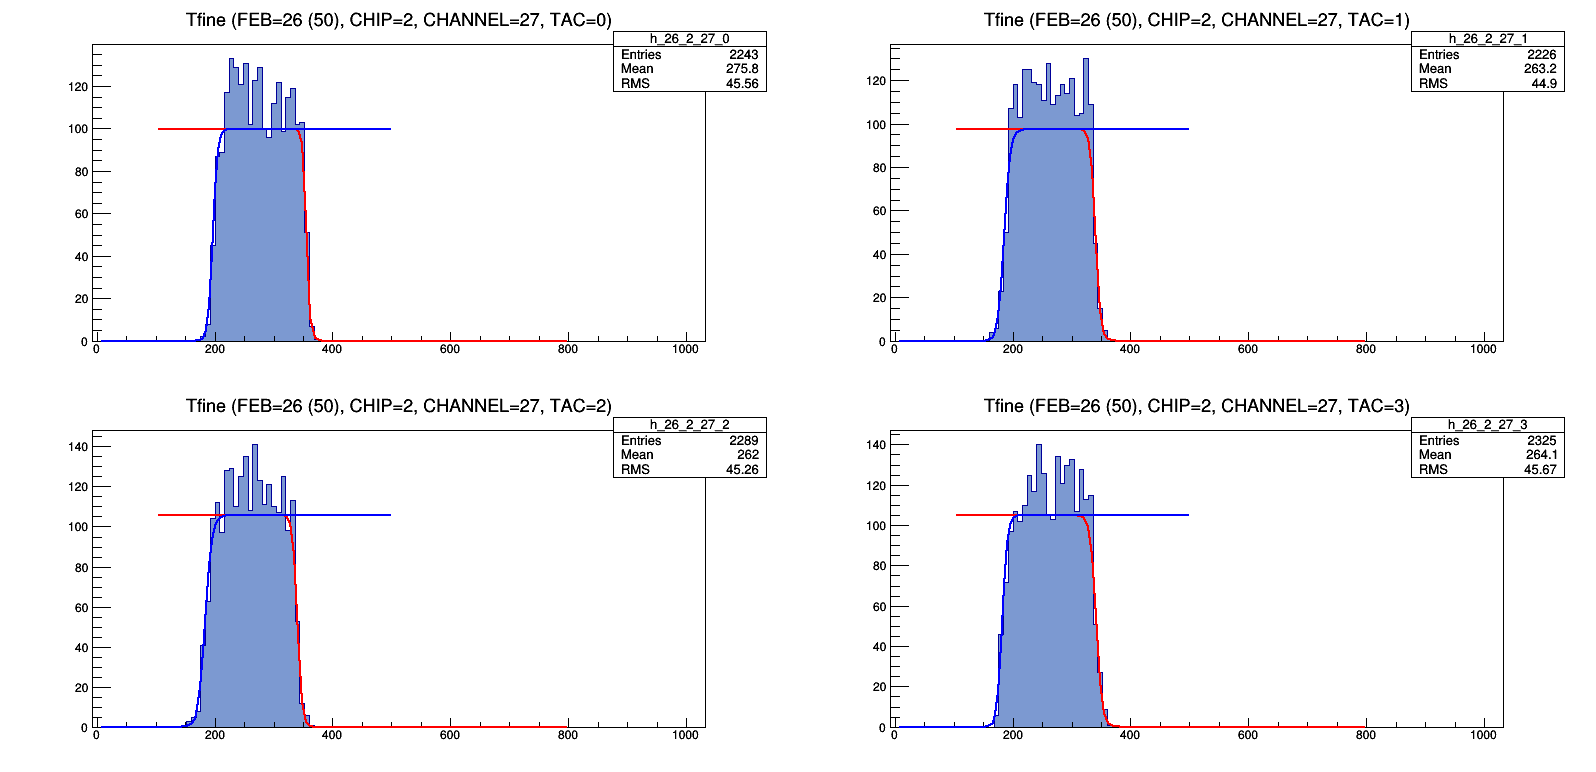 Tfine (FEB=26 (50), CHIP=2, CHANNEL=27, TAC=0)
h_26_2_27_0
Entries 2243
Mean 275.8
RMS 45.56
120
100
80
60
40
20
0
0 200 400 600 800 1000
Tfine (FEB=26 (50), CHIP=2, CHANNEL=27, TAC=1)
h_26_2_27_1
Entries 2226
Mean 263.2
RMS 44.9
120
100
80
60
40
20
0
0 200 400 600 800 1000
Tfine (FEB=26 (50), CHIP=2, CHANNEL=27, TAC=2)
h_26_2_27_2
Entries 2289
Mean 262
RMS 45.26
140
120
100
80
60
40
20
0
0 200 400 600 800 1000
Tfine (FEB=26 (50), CHIP=2, CHANNEL=27, TAC=3)
h_26_2_27_3
Entries 2325
Mean 264.1
RMS 45.67
140
120
100
80
60
40
20
0
0 200 400 600 800 1000